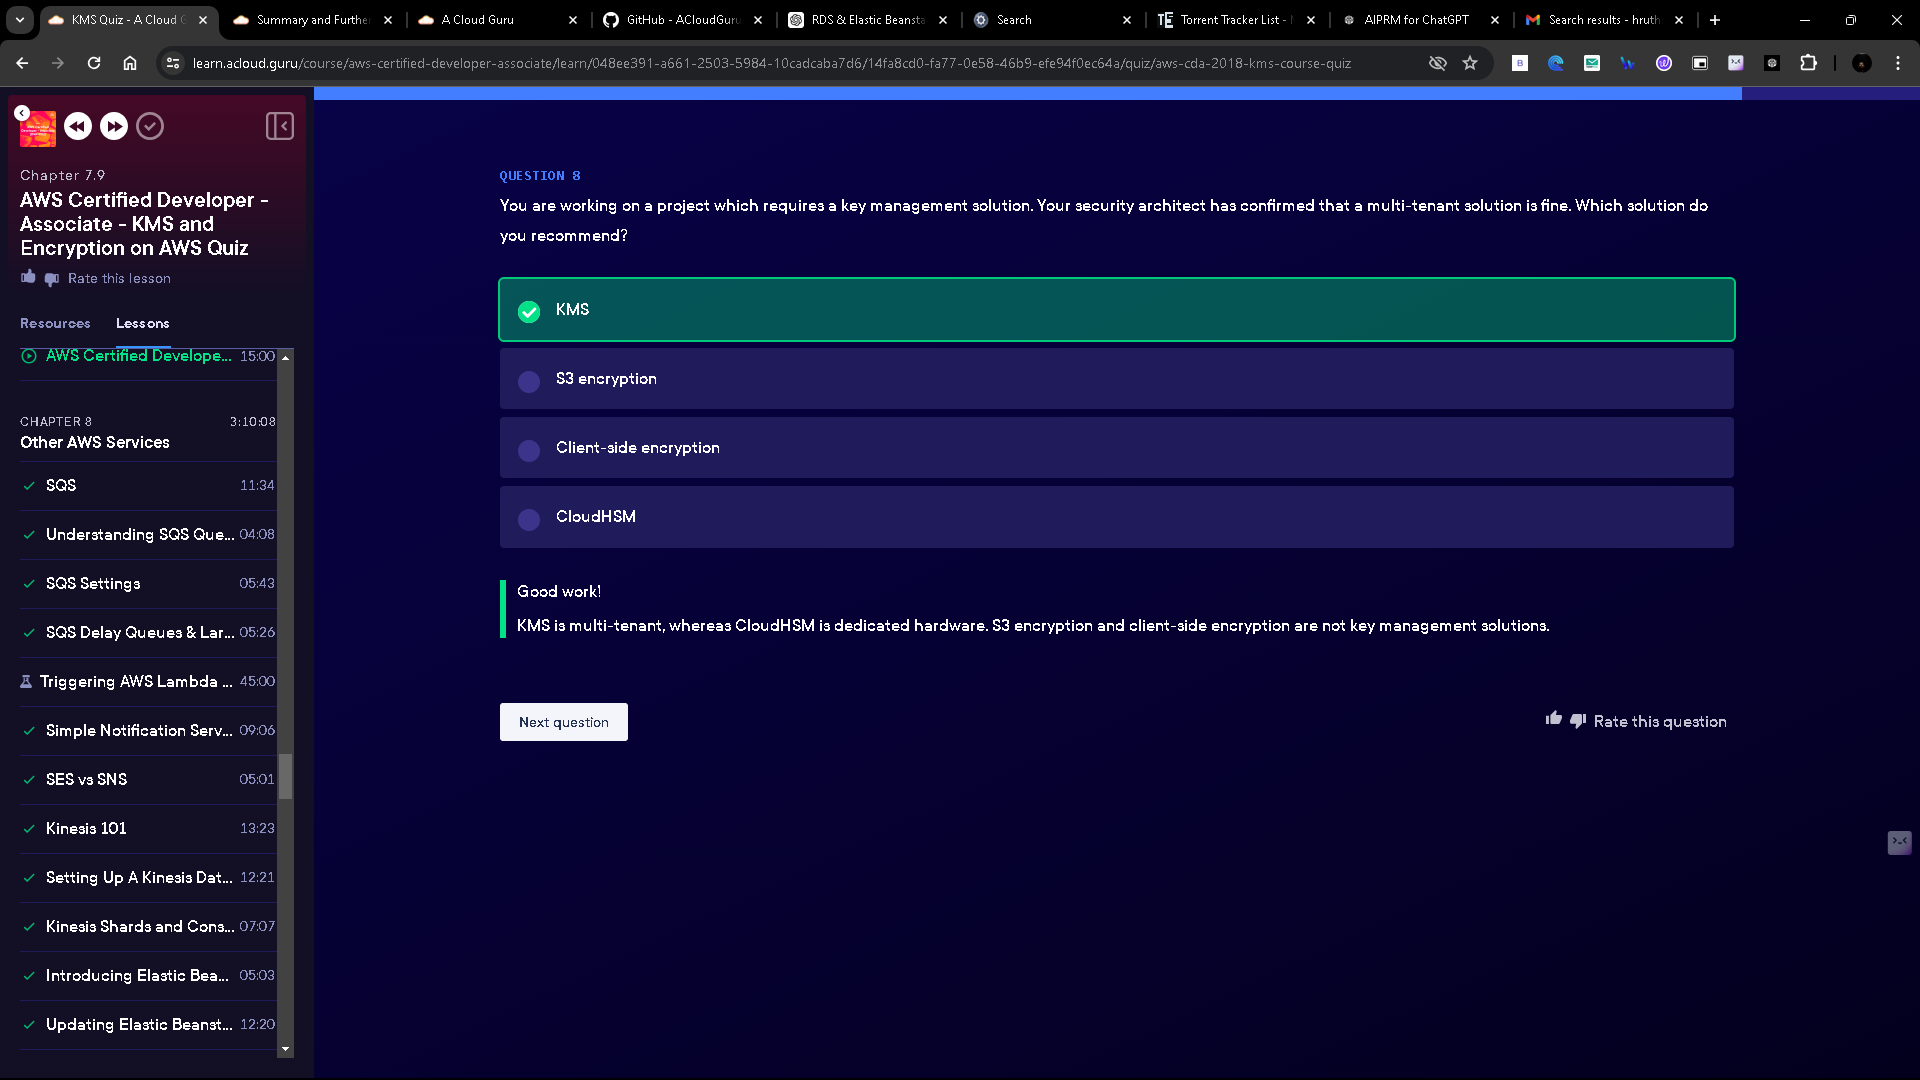 KMS Quiz - A Cloud G
Summary and Further
A Cloud Guru
GitHub - ACloudGuru
RDS & Elastic Beansta
Search
Torrent Tracker List -
AIPRM for ChatGPT
Search results - hruth
learn.acloud.guru/course/aws-certified-developer-associate/learn/048ee391-a661-2503-5984-10cadcaba7d6/14fa8cd0-fa77-0e58-46b9-efe94f0ec64a/quiz/aws-cda-2018-kms-course-quiz
Chapter 7.9
AWS Certified Developer -
Associate - KMS and
Encryption on AWS Quiz
Rate this lesson
Resources
Lessons
AWS Certified Develope... 15:00
CHAPTER 8 3:10:08
Other AWS Services
SQS 11:34
Understanding SQS Que... 04:08
SQS Settings 05:43
SQS Delay Queues & Lar... 05:26
Triggering AWS Lambda ... 45:00
Simple Notification Serv... 09:06
SES vs SNS 05:01
Kinesis 101 13:23
Setting Up A Kinesis Dat... 12:21
Kinesis Shards and Cons... 07:07
Introducing Elastic Bea... 05:03
Updating Elastic Beanst... 12:20
QUESTION 8
You are working on a project which requires a key management solution. Your security architect has confirmed that a multi-tenant solution is fine. Which solution do
you recommend?
KMS
S3 encryption
Client-side encryption
CloudHSM
Good work!
KMS is multi-tenant, whereas CloudHSM is dedicated hardware. S3 encryption and client-side encryption are not key management solutions.
Next question
Rate this question